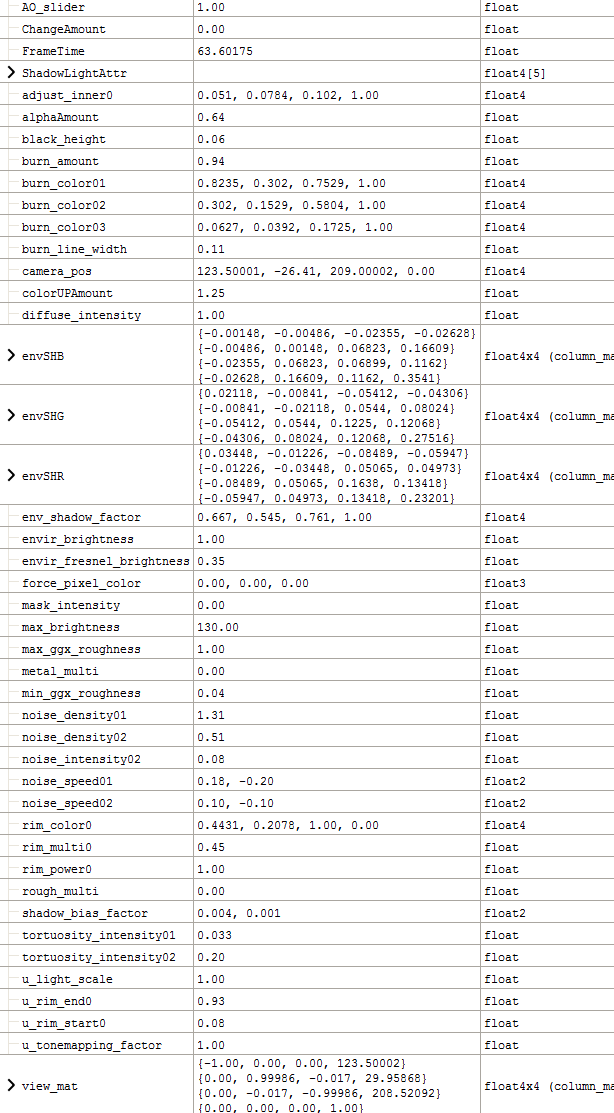 AO_slider 1.00 float
ChangeAmount 0.00 float
FrameTime 63.60175 float
ShadowLightAttr float4[5]
adjust_inner0 0.051, 0.0784, 0.102, 1.00 float4
alphaAmount 0.64 float
black_height 0.06 float
burn_amount 0.94 float
burn_color01 0.8235, 0.302, 0.7529, 1.00 float4
burn_color02 0.302, 0.1529, 0.5804, 1.00 float4
burn_color03 0.0627, 0.0392, 0.1725, 1.00 float4
burn_line_width 0.11 float
camera_pos 123.50001, -26.41, 209.00002, 0.00 float4
colorUPAmount 1.25 float
diffuse_intensity 1.00 float
{-0.00148, -0.00486, -0.02355, -0.02628}
{-0.00486, 0.00148, 0.06823, 0.16609}
envSHB float4x4 (column_ma
{-0.02355, 0.06823, 0.06899, 0.1162}
{-0.02628, 0.16609, 0.1162, 0.3541}
{0.02118, -0.00841, -0.05412, -0.04306}
{-0.00841, -0.02118, 0.0544, 0.08024}
envSHG float4x4 (column_ma
{-0.05412, 0.0544, 0.1225, 0.12068}
{-0.04306, 0.08024, 0.12068, 0.27516}
{0.03448, -0.01226, -0.08489, -0.05947}
{-0.01226, -0.03448, 0.05065, 0.04973}
envSHR float4x4 (column_ma
{-0.08489, 0.05065, 0.1638, 0.13418}
{-0.05947, 0.04973, 0.13418, 0.23201}
env_shadow_factor 0.667, 0.545, 0.761, 1.00 float4
envir_brightness 1.00 float
envir_fresnel_brightness 0.35 float
force_pixel_color 0.00, 0.00, 0.00 float3
mask_intensity 0.00 float
max_brightness 130.00 float
max_ggx_roughness 1.00 float
metal_multi 0.00 float
min_ggx_roughness 0.04 float
noise_density01 1.31 float
noise_density02 0.51 float
noise_intensity02 0.08 float
noise_speed01 0.18, -0.20 float2
noise_speed02 0.10, -0.10 float2
rim_color0 0.4431, 0.2078, 1.00, 0.00 float4
rim_multi0 0.45 float
rim_power0 1.00 float
rough_multi 0.00 float
shadow_bias_factor 0.004, 0.001 float2
tortuosity_intensity01 0.033 float
tortuosity_intensity02 0.20 float
u_light_scale 1.00 float
u_rim_end0 0.93 float
u_rim_start0 0.08 float
u_tonemapping_factor 1.00 float
{-1.00, 0.00, 0.00, 123.50002}
{0.00, 0.99986, -0.017, 29.95868}
view_mat float4x4 (column_ma
{0.00, -0.017, -0.99986, 208.52092}
{0.00, 0.00, 0.00, 1.00}